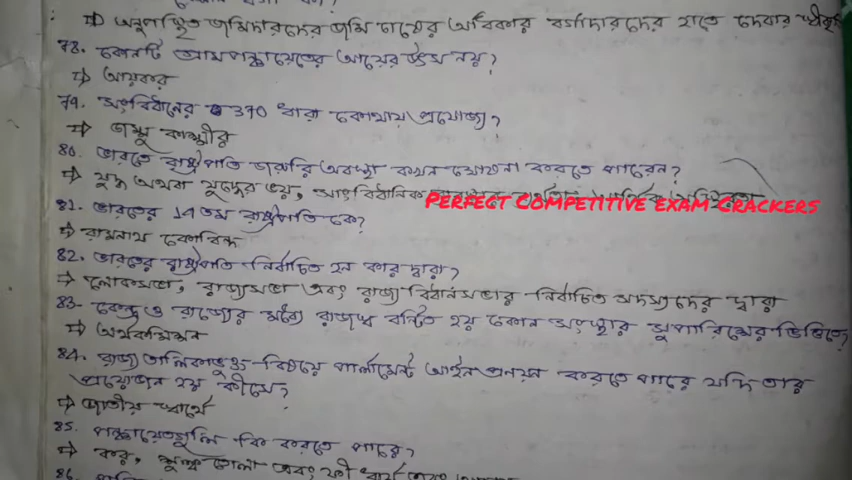 ⇒ অনুপস্থিত জমিদারদের জমি চাষের অধিকার বর্গাদারদের হাতে দেবার স্বীকৃতি
78. কোনটি গ্রামপঞ্চায়েতের আয়ের উৎস নয়?
⇒ আয়কর
79. সংবিধানের 370 ধারা কোথায় প্রযোজ্য?
⇒ জম্মু কাশ্মীর
80. ভারতে রাষ্ট্রপতি জরুরি অবস্থা কখন ঘোষনা করতে পারেন?
⇒ যুদ্ধ অথবা যুদ্ধের ভয়, সাংবিধানিক
PERFECT COMPETITIVE EXAM CRACKERS
81. ভারতের 14 তম রাষ্ট্রপতি কে?
⇒ রামনাথ কোবিন্দ
82. ভারতের রাষ্ট্রপতি নির্বাচিত হন কার দ্বারা?
⇒ লোকসভা, রাজ্যসভা এবং রাজ্য বিধানসভার নির্বাচিত সদস্যদের দ্বারা
83. কেন্দ্র ও রাজ্যের মধ্যে রাজস্ব বন্টিত হয় কোন সংস্থার সুপারিশের ভিত্তিতে?
⇒ অর্থকমিশন
84. রাজ্য তালিকাভুক্ত বিষয়ে পার্লামেন্ট আইন প্রনয়ন করতে পারে যদি তার
প্রয়োজন হয় কীসে?
⇒ জাতীয় স্বার্থে
85. পঞ্চায়েতগুলি কি করতে পারে?
⇒ কর, শুল্ক তোলা এবং ফী ধার্য
86.